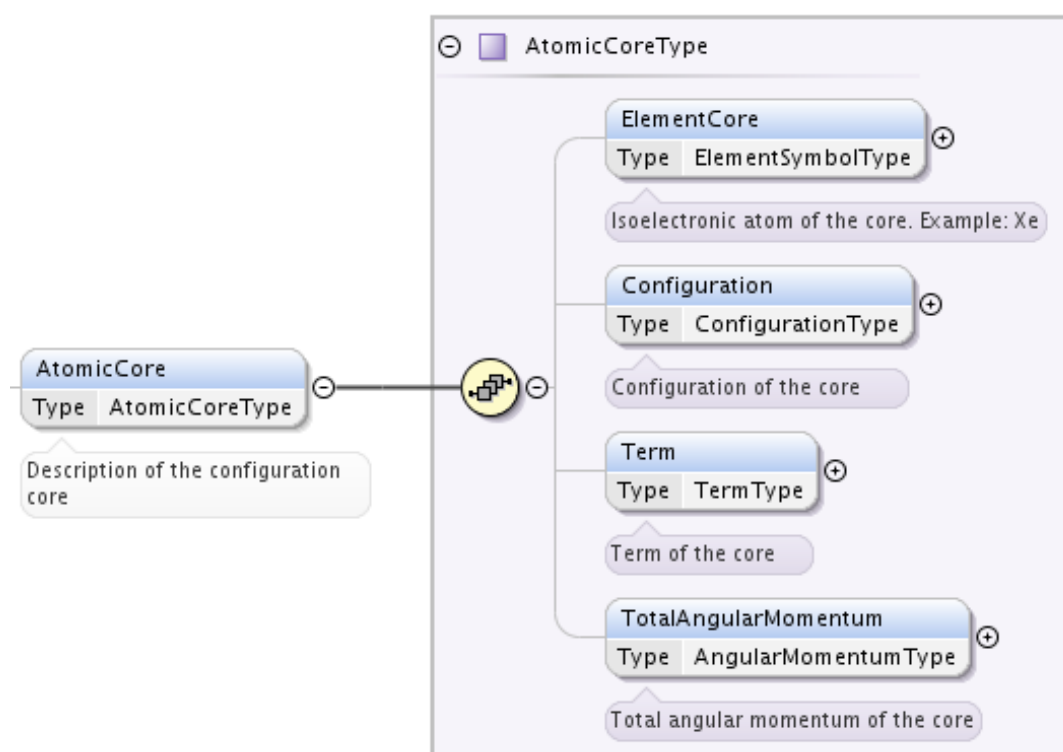 AtomicCoreType
ElementCore
Type ElementSymbolType
Isoelectronic atom of the core. Example: Xe
Configuration
Type ConfigurationType
Configuration of the core
AtomicCore
Type AtomicCoreType
Description of the configuration
core
Term
Type TermType
Term of the core
TotalAngularMomentum
Type AngularMomentumType
Total angular momentum of the core